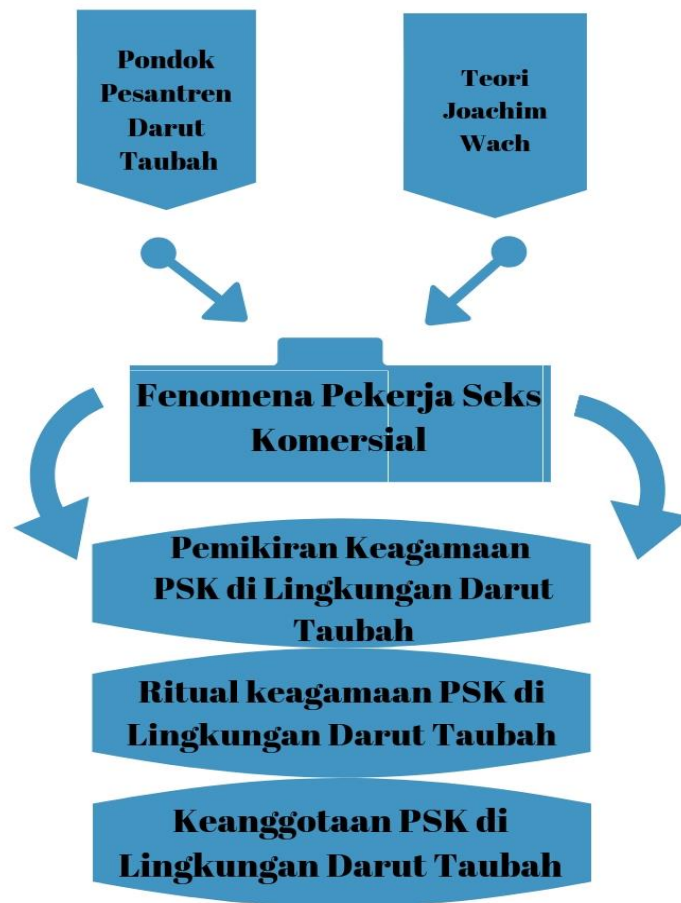 Pondok
Pesantren
Darut
Taubah
Teori
Joachim
Wach
Fenomena Pekerja Seks
Komersial
Pemikiran Keagamaan
PSK di Lingkungan Darut
Taubah
Ritual keagamaan PSK di
Lingkungan Darut Taubah
Keanggotaan PSK di
Lingkungan Darut Taubah